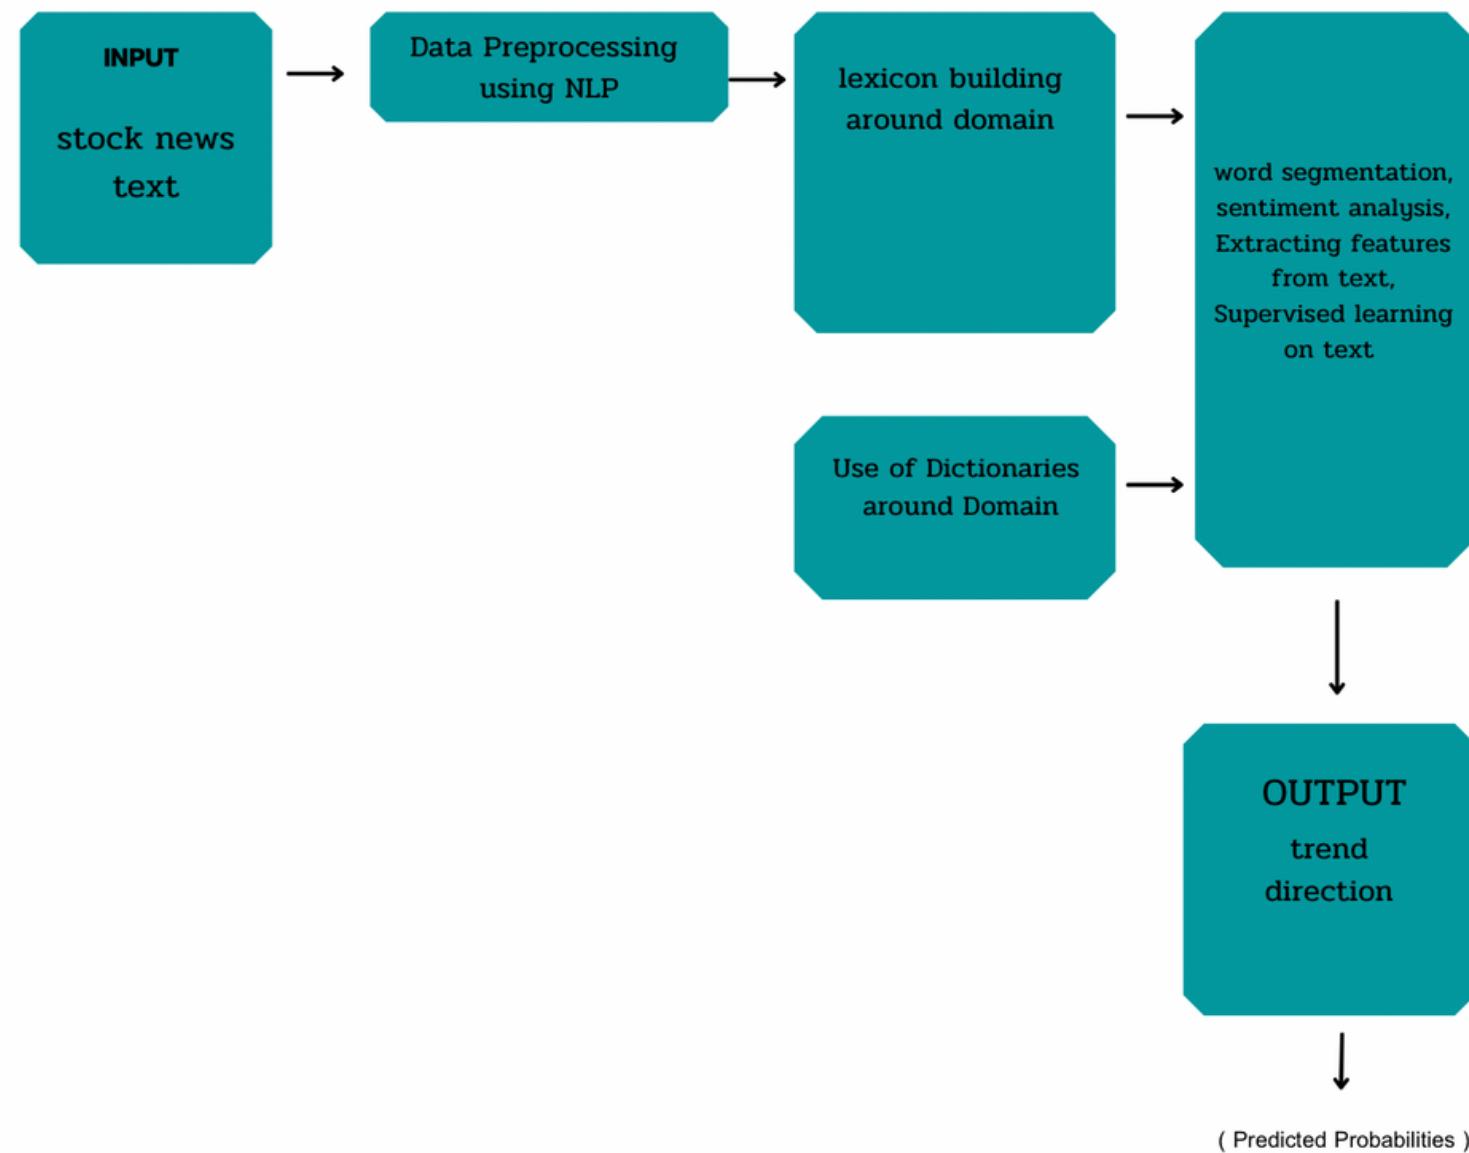 INPUT
stock news
text
Data Preprocessing
using NLP
lexicon building
around domain
word segmentation,
sentiment analysis,
Extracting features
from text,
Supervised learning
on text
Use of Dictionaries
around Domain
OUTPUT
trend
direction
( Predicted Probabilities )